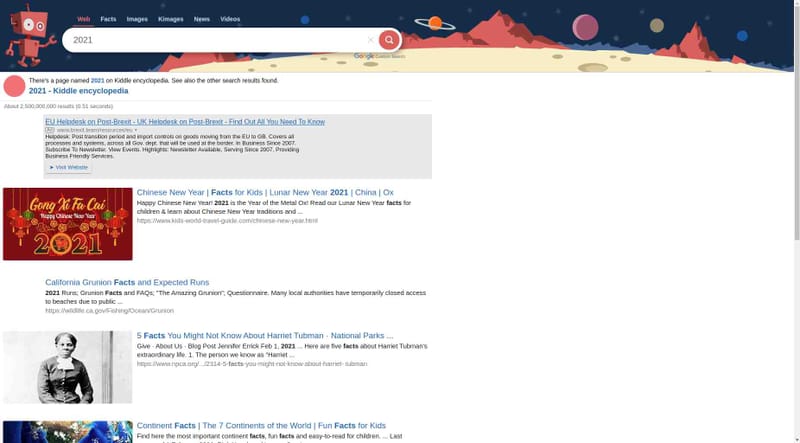 Web Facts Images Kimages News Videos
2021
Google Custom Search
There's a page named 2021 on Kiddle encyclopedia. See also the other search results found.
2021 - Kiddle encyclopedia
About 2,500,000,000 results (0.51 seconds)
EU Helpdesk on Post-Brexit - UK Helpdesk on Post-Brexit - Find Out All You Need To Know
Ad www.brexit.team/resources/eu
Helpdesk: Post transition period and import controls on goods moving from the EU to GB. Covers all
processes and systems, across all Gov. dept. that will be used at the border. In Business Since 2007.
Subscribe To Newsletter. View Events. Highlights: Newsletter Available, Serving Since 2007, Providing
Business Friendly Services.
Visit Website
Gong Xi Fa Cai
Happy Chinese New Year
2021
Chinese New Year | Facts for Kids | Lunar New Year 2021 | China | Ox
Happy Chinese New Year! 2021 is the Year of the Metal Ox! Read our Lunar New Year facts for
children & learn about Chinese New Year traditions and ...
https://www.kids-world-travel-guide.com/chinese-new-year.html
California Grunion Facts and Expected Runs
2021 Runs; Grunion Facts and FAQs; "The Amazing Grunion"; Questionnaire. Many local authorities have temporarily closed access
to beaches due to public ...
https://wildlife.ca.gov/Fishing/Ocean/Grunion
5 Facts You Might Not Know About Harriet Tubman · National Parks ...
Give · About Us · Blog Post Jennifer Errick Feb 1, 2021 ... Here are five facts about Harriet Tubman's
extraordinary life. 1. The person we know as "Harriet ...
https://www.npca.org/.../2314-5-facts-you-might-not-know-about-harriet- tubman
Continent Facts | The 7 Continents of the World | Fun Facts for Kids
Find here the most important continent facts, fun facts and easy-to-read for children. ... Last